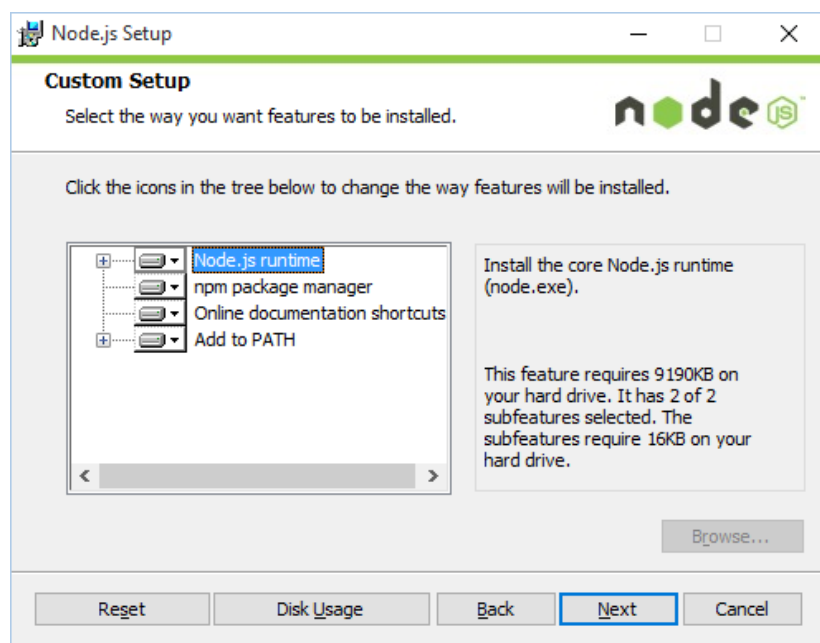 Node.js Setup
Custom Setup
Select the way you want features to be installed.
node JS
Click the icons in the tree below to change the way features will be installed.
Node.js runtime
npm package manager
Online documentation shortcuts
Add to PATH
Install the core Node.js runtime
(node.exe).
This feature requires 9190KB on
your hard drive. It has 2 of 2
subfeatures selected. The
subfeatures require 16KB on your
hard drive.
Browse...
Reset
Disk Usage
Back
Next
Cancel